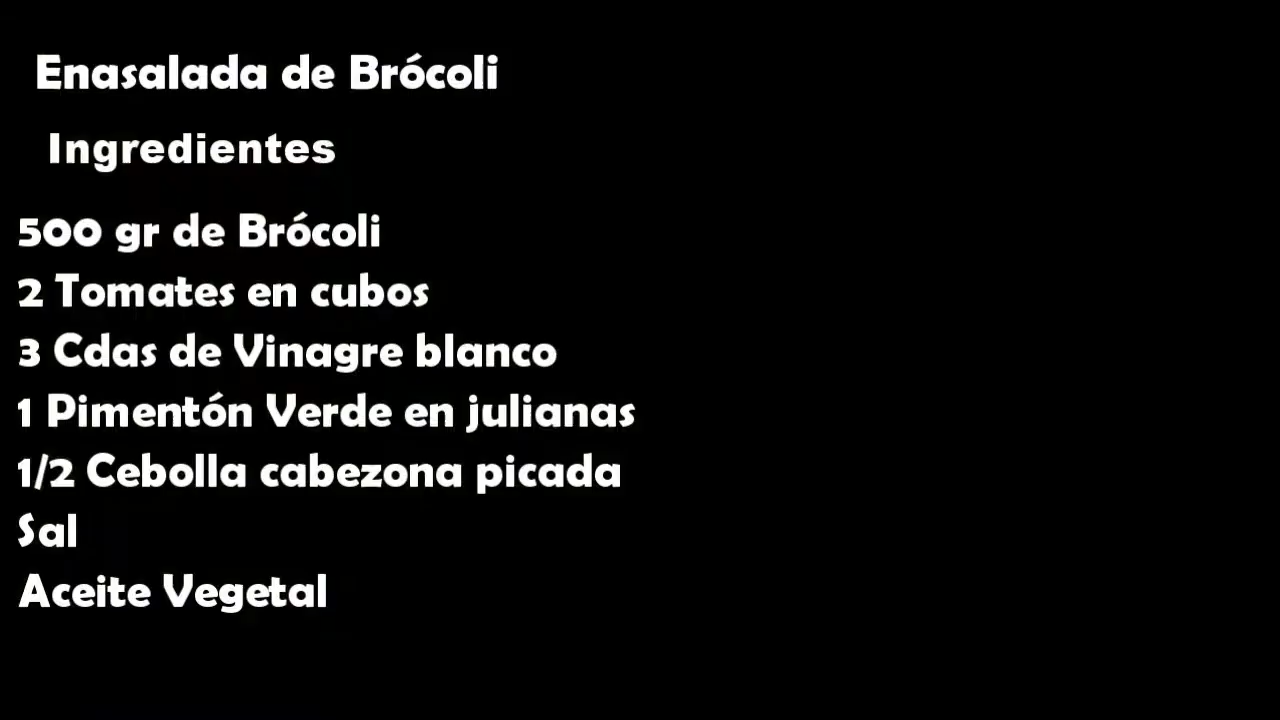 Enasalada de Brócoli
Ingredientes
500 gr de Brócoli
2 Tomates en cubos
3 Cdas de Vinagre blanco
1 Pimentón Verde en julianas
1/2 Cebolla cabezona picada
Sal
Aceite Vegetal